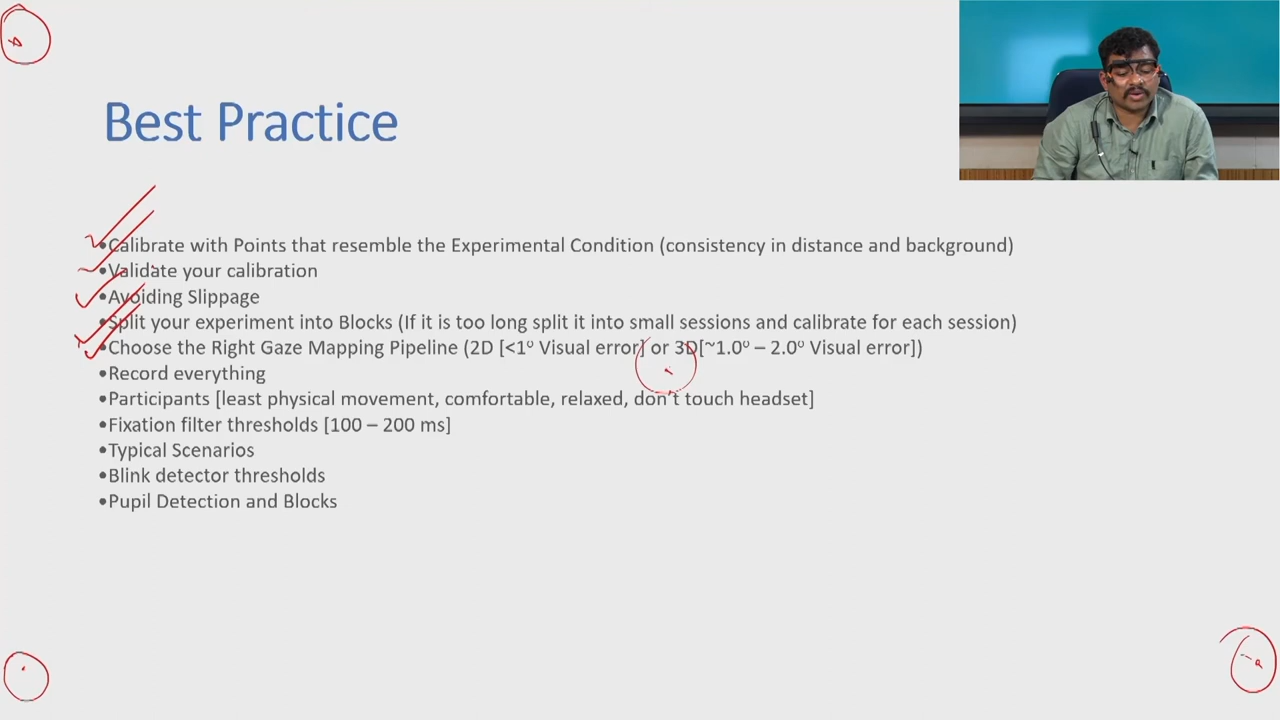 Best Practice
•Calibrate with Points that resemble the Experimental Condition (consistency in distance and background)
•Validate your calibration
•Avoiding Slippage
•Split your experiment into Blocks (If it is too long split it into small sessions and calibrate for each session)
•Choose the Right Gaze Mapping Pipeline (2D [<1º Visual error] or 3D[~1.0º – 2.0º Visual error])
•Record everything
•Participants [least physical movement, comfortable, relaxed, don't touch headset]
•Fixation filter thresholds [100 – 200 ms]
•Typical Scenarios
•Blink detector thresholds
•Pupil Detection and Blocks